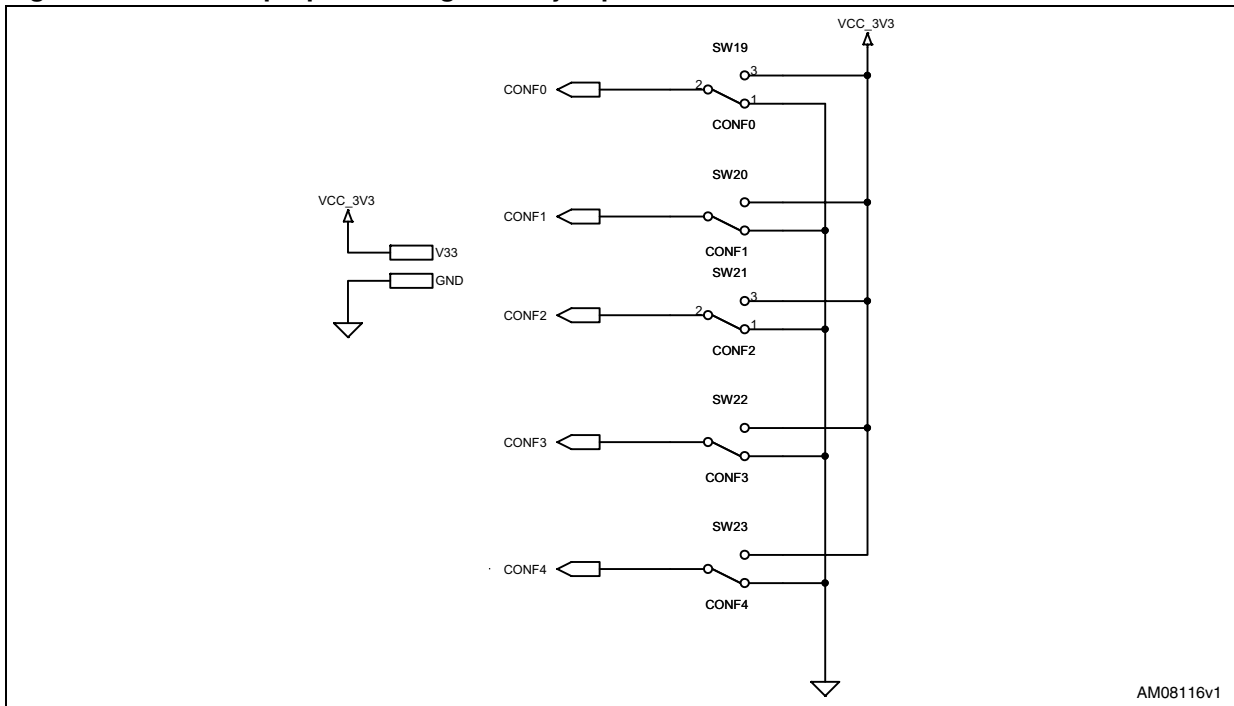 VCC_3V3
SW19
3
CONF0
2
1
CONF0
SW20
VCC_3V3
CONF1
V33
CONF1
GND
SW21
3
CONF2
2
1
CONF2
SW22
CONF3
CONF3
SW23
CONF4
CONF4
AM08116v1